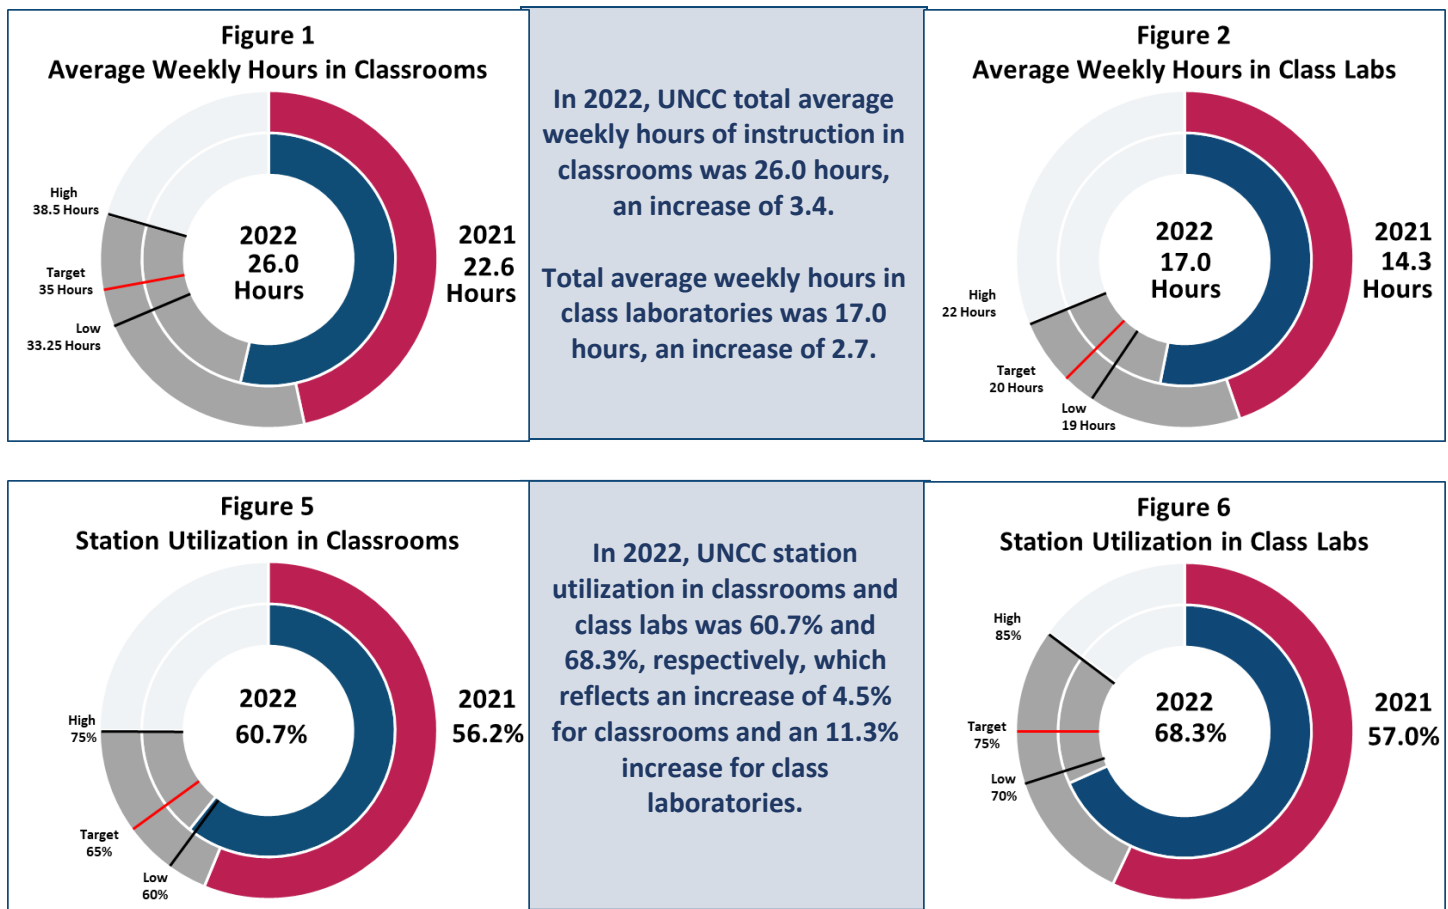 Figure 1
Average Weekly Hours in Classrooms
High
38.5 Hours
Target
35 Hours
Low
33.25 Hours
2022
26.0
Hours
2021
22.6
Hours
In 2022, UNCC total average
weekly hours of instruction in
classrooms was 26.0 hours,
an increase of 3.4.
Total average weekly hours in
class laboratories was 17.0
hours, an increase of 2.7.
Figure 2
Average Weekly Hours in Class Labs
High
22 Hours
Target
20 Hours
Low
19 Hours
2022
17.0
Hours
2021
14.3
Hours
Figure 5
Station Utilization in Classrooms
High
75%
Target
65%
Low
60%
2022
60.7%
2021
56.2%
In 2022, UNCC station
utilization in classrooms and
class labs was 60.7% and
68.3%, respectively, which
reflects an increase of 4.5%
for classrooms and an 11.3%
increase for class
laboratories.
Figure 6
Station Utilization in Class Labs
High
85%
Target
75%
Low
70%
2022
68.3%
2021
57.0%